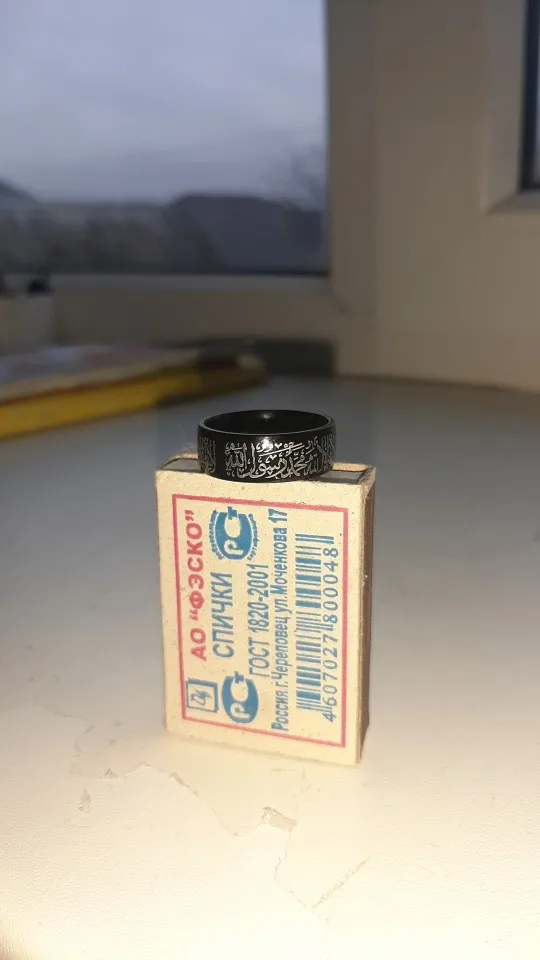 محمد رسول الله
АО "ФЭСКО"
СПИЧКИ
ГОСТ 1820-2001
Россия г.Череповец ул.Моченкова 17
4607027800048